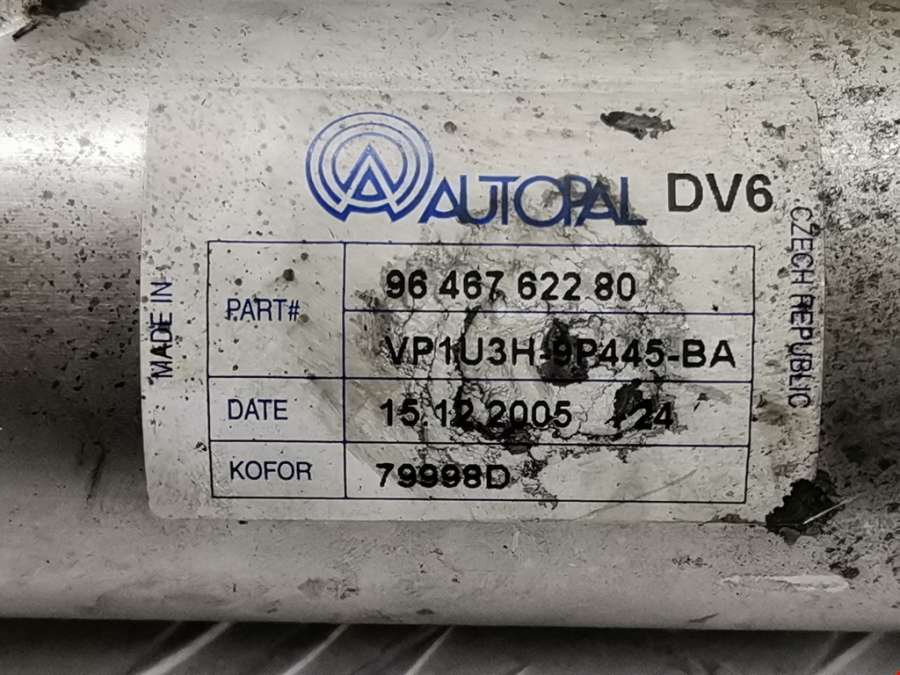 AUTOPAL DV6
MADE IN
CZECH REPUBLIC
PART#
96 467 622 80
VP1U3H-9P445-BA
DATE
15.12.2005 24
KOFOR
79998D